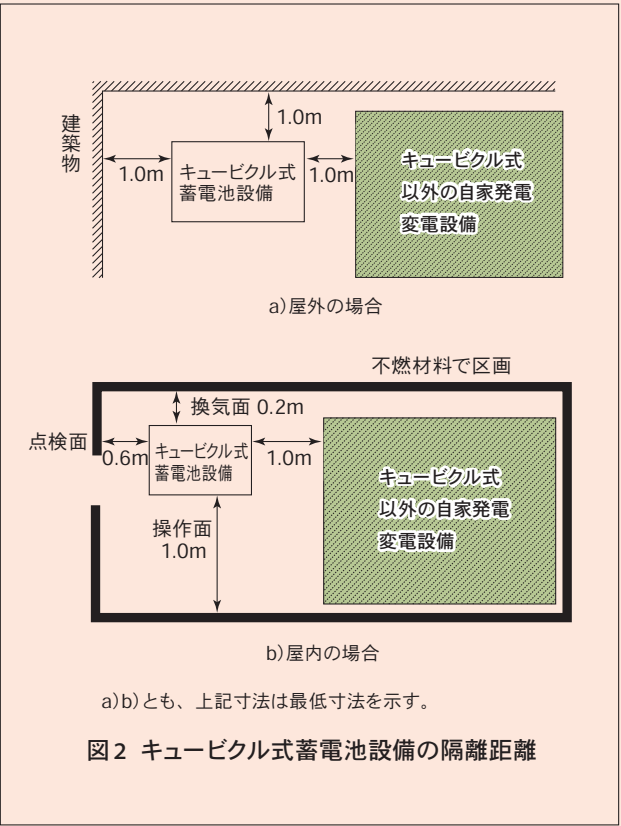 建築物
1.0m
1.0m
キュービクル式
蓄電池設備
1.0m
キュービクル式
以外の自家発電
変電設備
a)屋外の場合
不燃材料で区画
換気面 0.2m
点検面
0.6m
キュービクル式
蓄電池設備
1.0m
操作面
1.0m
キュービクル式
以外の自家発電
変電設備
b)屋内の場合
a)b)とも、上記寸法は最低寸法を示す。
図2 キュービクル式蓄電池設備の隔離距離